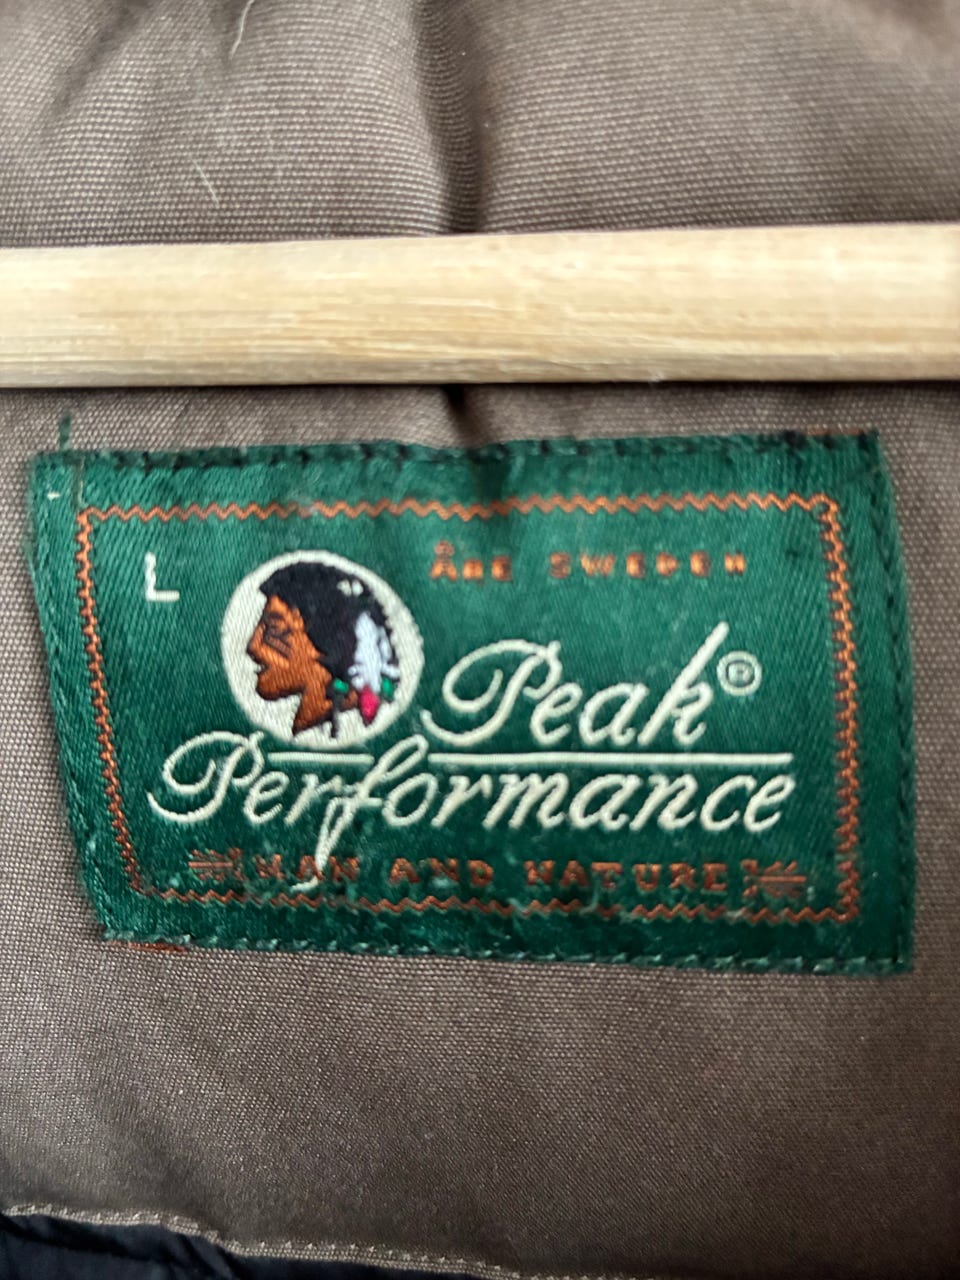 L
ÅRE SWEDEN
Peak®
Performance
MAN AND NATURE